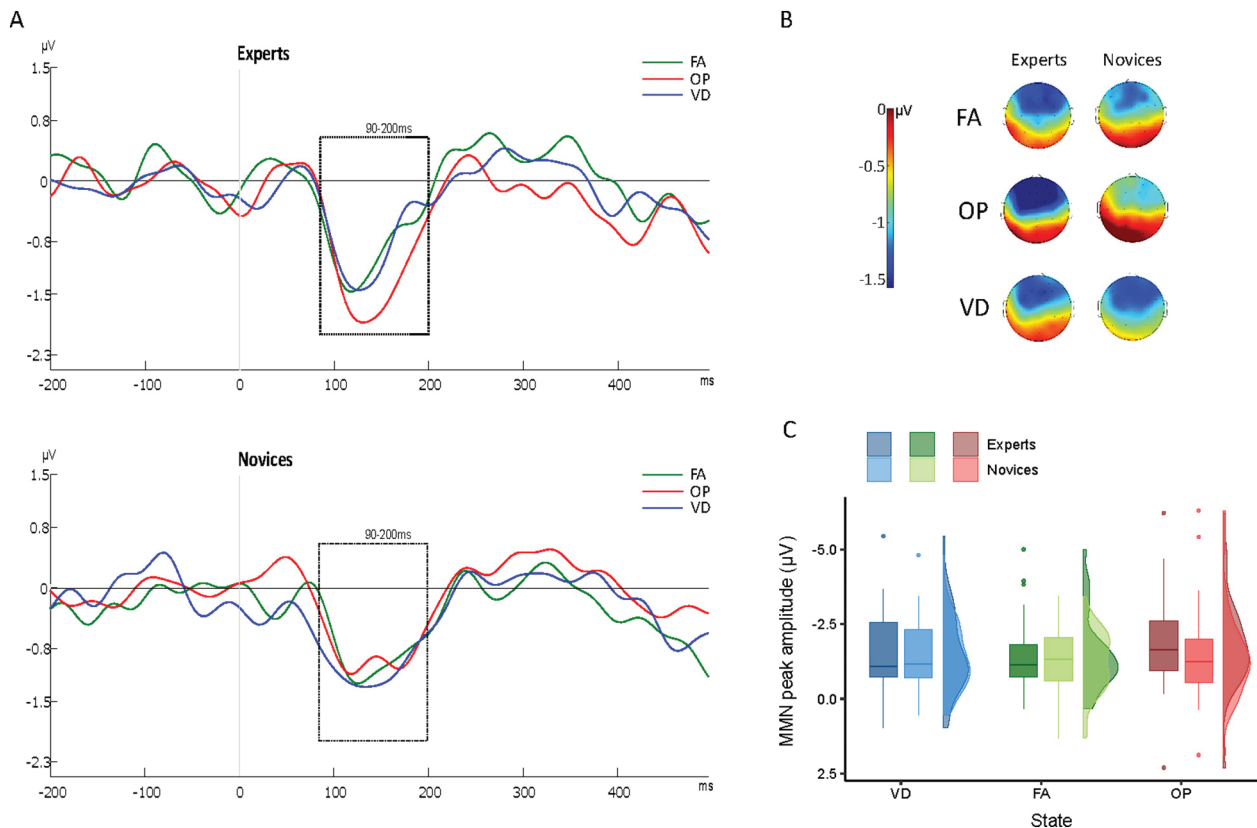 A
µV
Experts
1.5
0.8
0
-0.8
-1.5
-2.3
90-200ms
FA
OP
VD
-200
-100
0
100
200
300
400
ms
µV
Novices
1.5
0.8
0
-0.8
-1.5
-2.3
90-200ms
FA
OP
VD
-200
-100
0
100
200
300
400
ms
B
Experts Novices
0 µV
-0.5
-1
-1.5
FA
OP
VD
C
Experts
Novices
MMN peak amplitude (µV)
-5.0
-2.5
0.0
2.5
VD FA OP
State